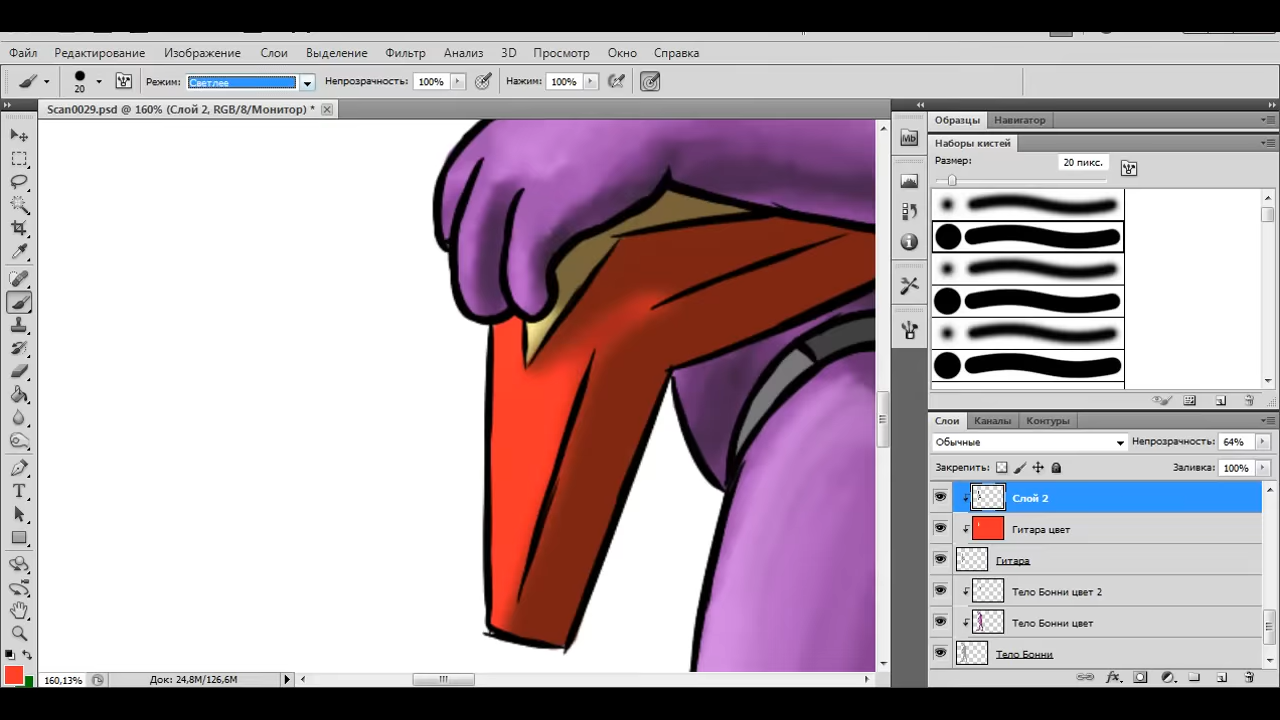 Файл Редактирование Изображение Слои Выделение Фильтр Анализ 3D Просмотр Окно Справка
20 Режим: Светлее Непрозрачность: 100% Нажим: 100%
Scan0029.psd @ 160% (Слой 2, RGB/8/Монитор) *
Образцы Навигатор
Наборы кистей
Размер: 20 пикс.
Mb
Слои Каналы Контуры
Обычные Непрозрачность: 64%
Закрепить: Заливка: 100%
Слой 2
Гитара цвет
Гитара
Тело Бонни цвет 2
Тело Бонни цвет
Тело Бонни
160,13% Док: 24,8M/126,6M